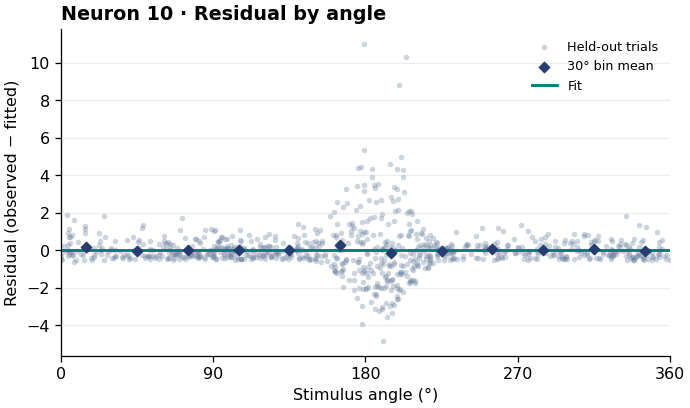 Neuron 10 · Residual by angle
Held-out trials
30° bin mean
Fit
Residual (observed − fitted)
10
8
6
4
2
0
−2
−4
0 90 180 270 360
Stimulus angle (°)